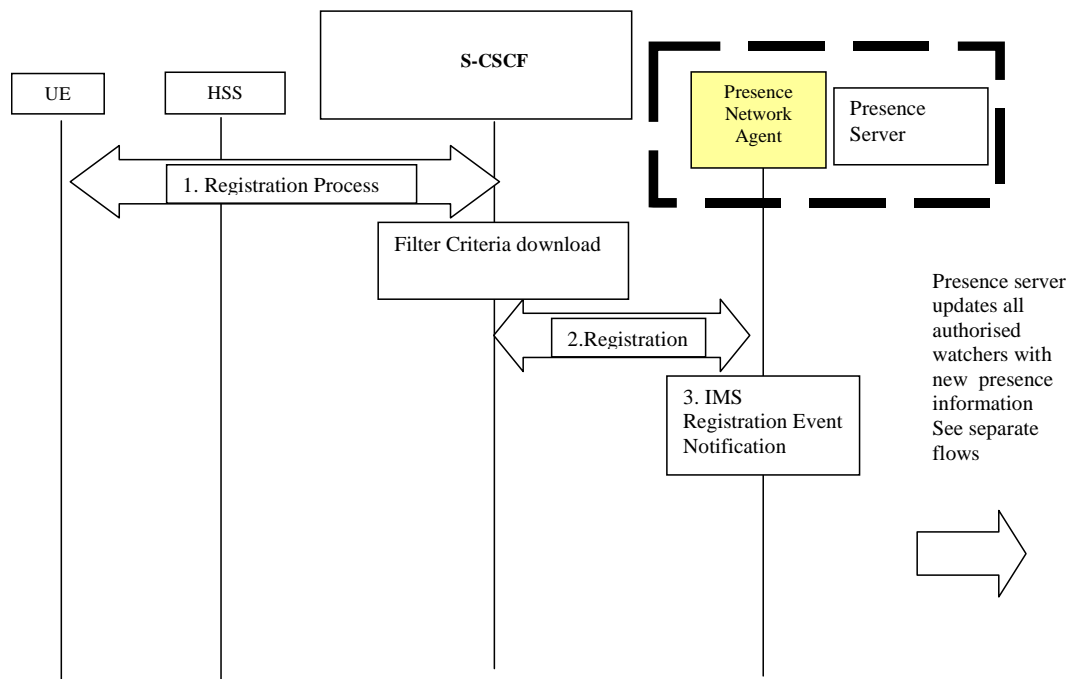 S-CSCF
UE
HSS
Presence
Network
Agent
Presence
Server
1. Registration Process
Filter Criteria download
2.Registration
3. IMS
Registration Event
Notification
Presence server
updates all
authorised
watchers with
new presence
information
See separate
flows